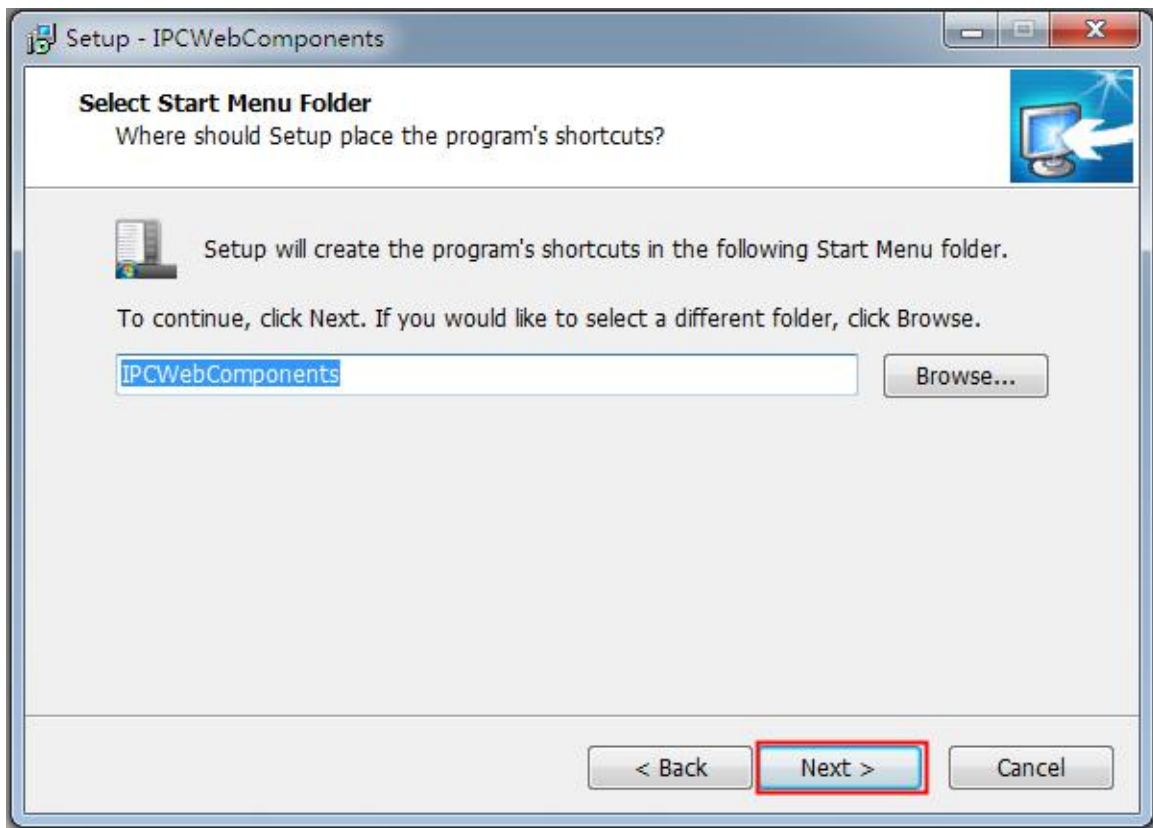 Setup - IPCWebComponents
Select Start Menu Folder
Where should Setup place the program's shortcuts?
Setup will create the program's shortcuts in the following Start Menu folder.
To continue, click Next. If you would like to select a different folder, click Browse.
IPCWebComponents
Browse...
< Back
Next >
Cancel